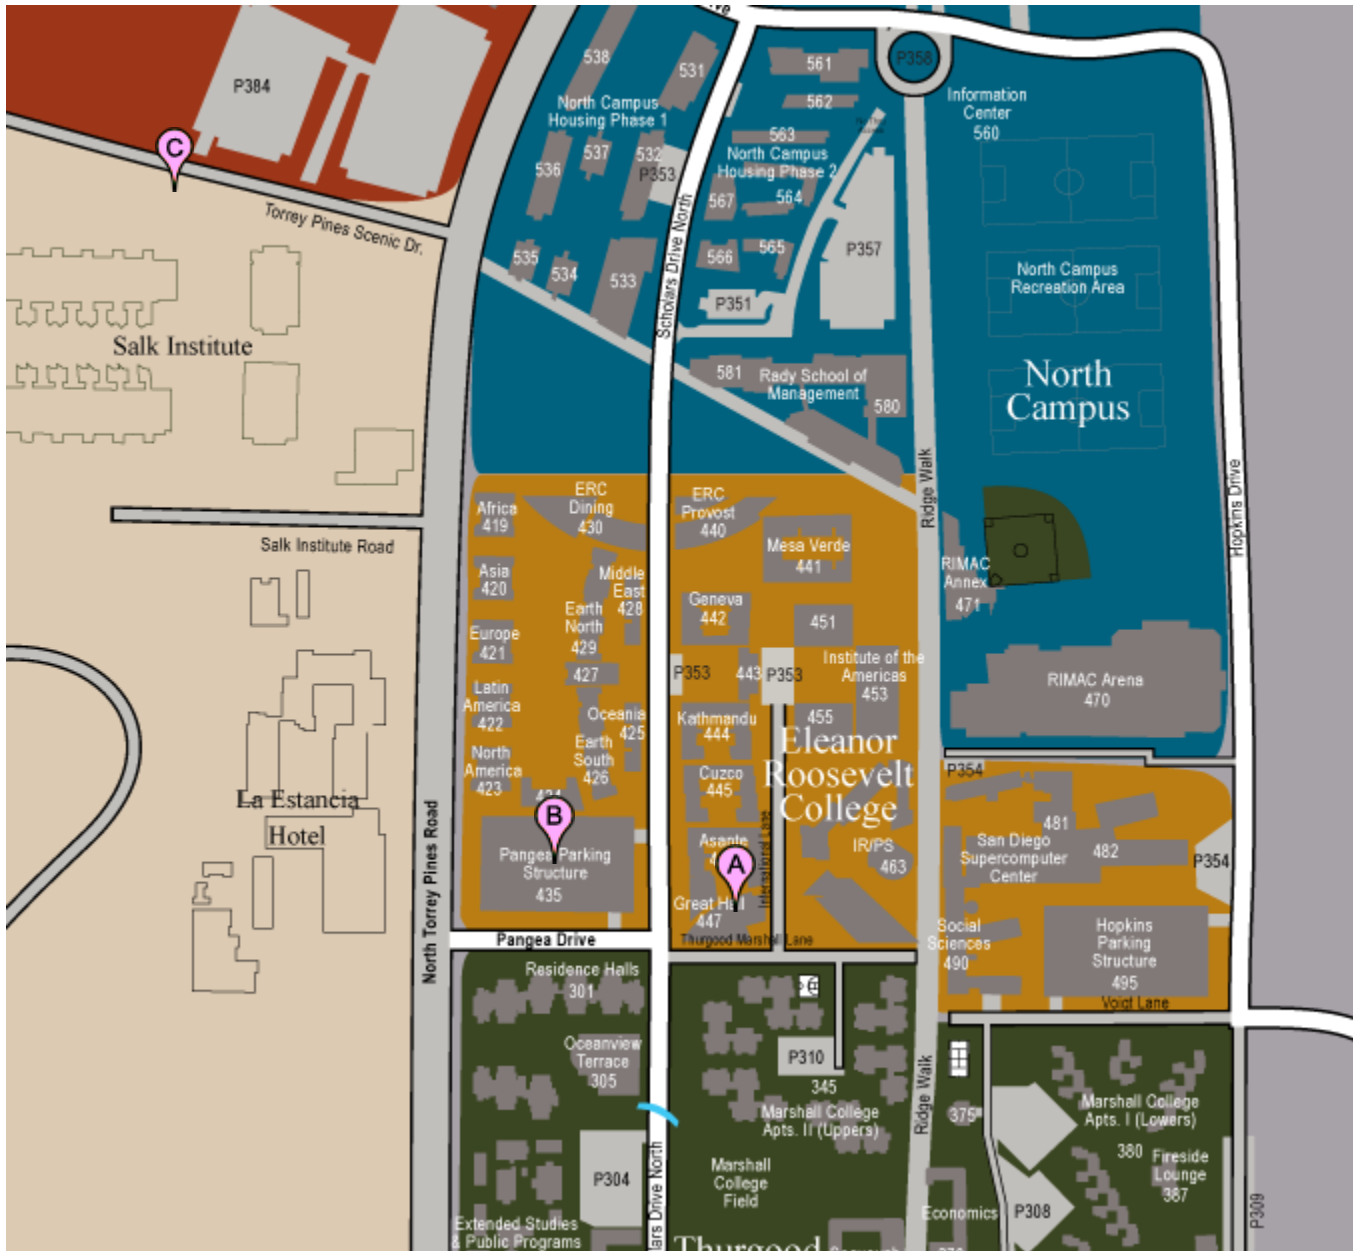 P384
C
Torrey Pines Scenic Dr.
Salk Institute
Salk Institute Road
La Estancia
Hotel
North Torrey Pines Road
538
531
North Campus
Housing Phase 1
536
537
532
P353
535
534
533
Scholars Drive North
561
562
563
North Campus
Housing Phase 2
567
564
566
565
P351
P357
P358
Information
Center
560
North Campus
Recreation Area
North
Campus
581
Rady School of
Management
580
Ridge Walk
Hopkins Drive
Africa
419
ERC
Dining
430
ERC
Provost
440
Mesa Verde
441
Asia
420
Middle
East
428
Earth
North
429
Geneva
442
451
RIMAC
Annex
471
Europe
421
427
P353
443
P353
Institute of the
Americas
453
RIMAC Arena
470
Latin
America
422
Oceania
425
Kathmandu
444
455
Eleanor
Roosevelt
College
North
America
423
Earth
South
426
Cuzco
445
P354
B
Pangea Parking
Structure
435
Asante
A
Great Hall
447
International Lane
IR/PS
463
481
San Diego
Supercomputer
Center
482
P354
Pangea Drive
Thurgood Marshall Lane
Social
Sciences
490
Hopkins
Parking
Structure
495
Voigt Lane
Residence Halls
301
Oceanview
Terrace
305
P310
345
Marshall College
Apts. II (Uppers)
Ridge Walk
375
Marshall College
Apts. I (Lowers)
380
Fireside
Lounge
387
P304
Marshall
College
Field
Economics
P308
P309
Extended Studies
& Public Programs
lars Drive North
Thurgood